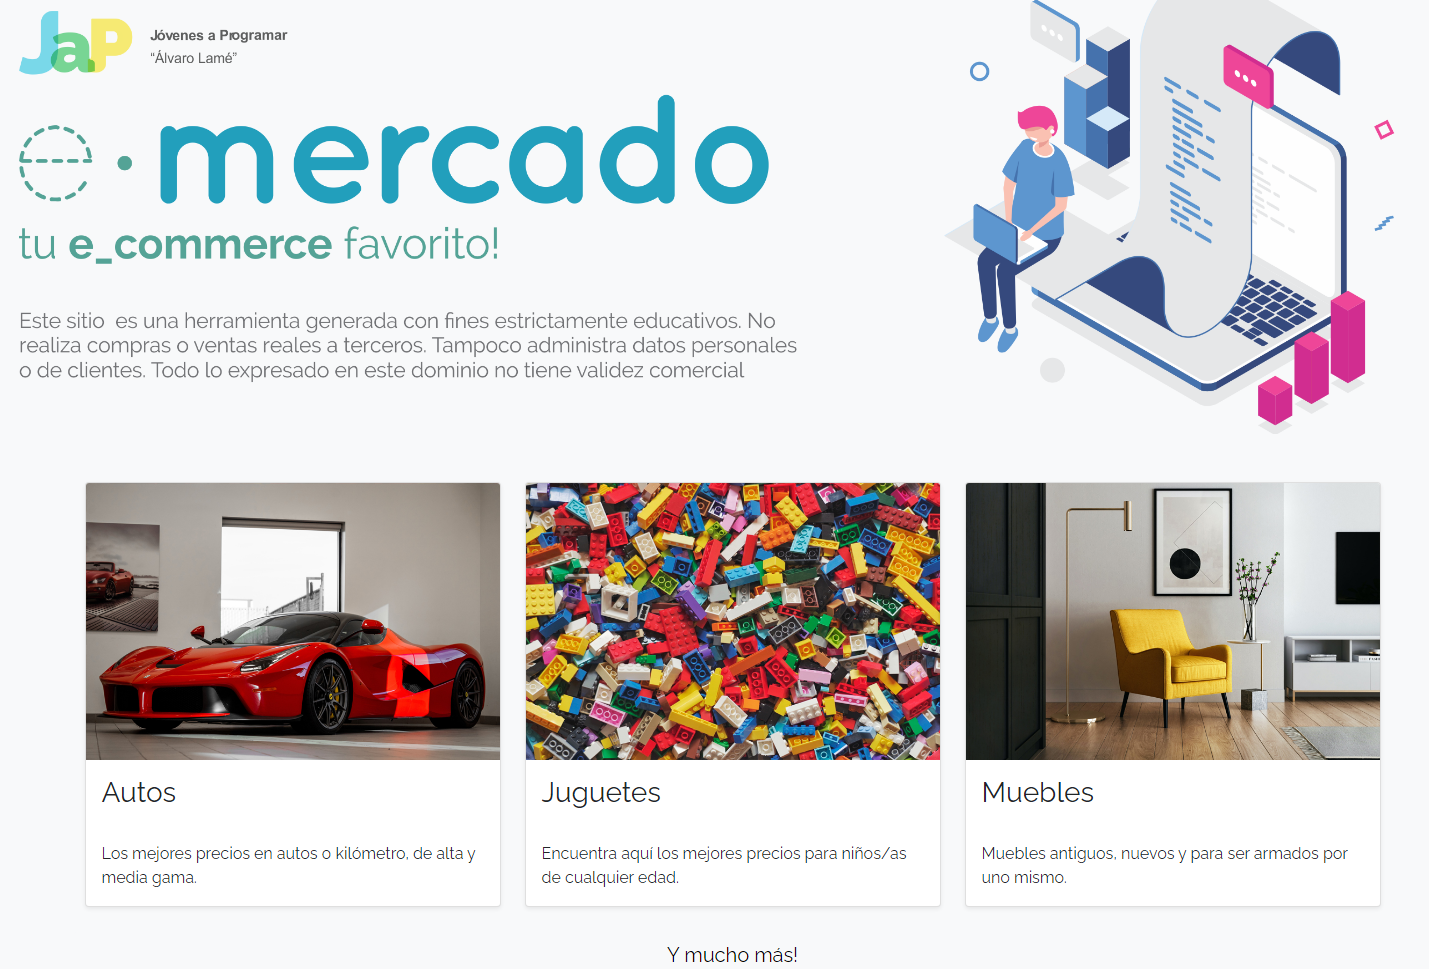 JaP
Jóvenes a Programar
“Álvaro Lamé”
e · mercado
tu e_commerce favorito!
Este sitio es una herramienta generada con fines estrictamente educativos. No
realiza compras o ventas reales a terceros. Tampoco administra datos personales
o de clientes. Todo lo expresado en este dominio no tiene validez comercial
Autos
Los mejores precios en autos 0 kilómetro, de alta y
media gama.
Juguetes
Encuentra aquí los mejores precios para niños/as
de cualquier edad.
Muebles
Muebles antiguos, nuevos y para ser armados por
uno mismo.
Y mucho más!